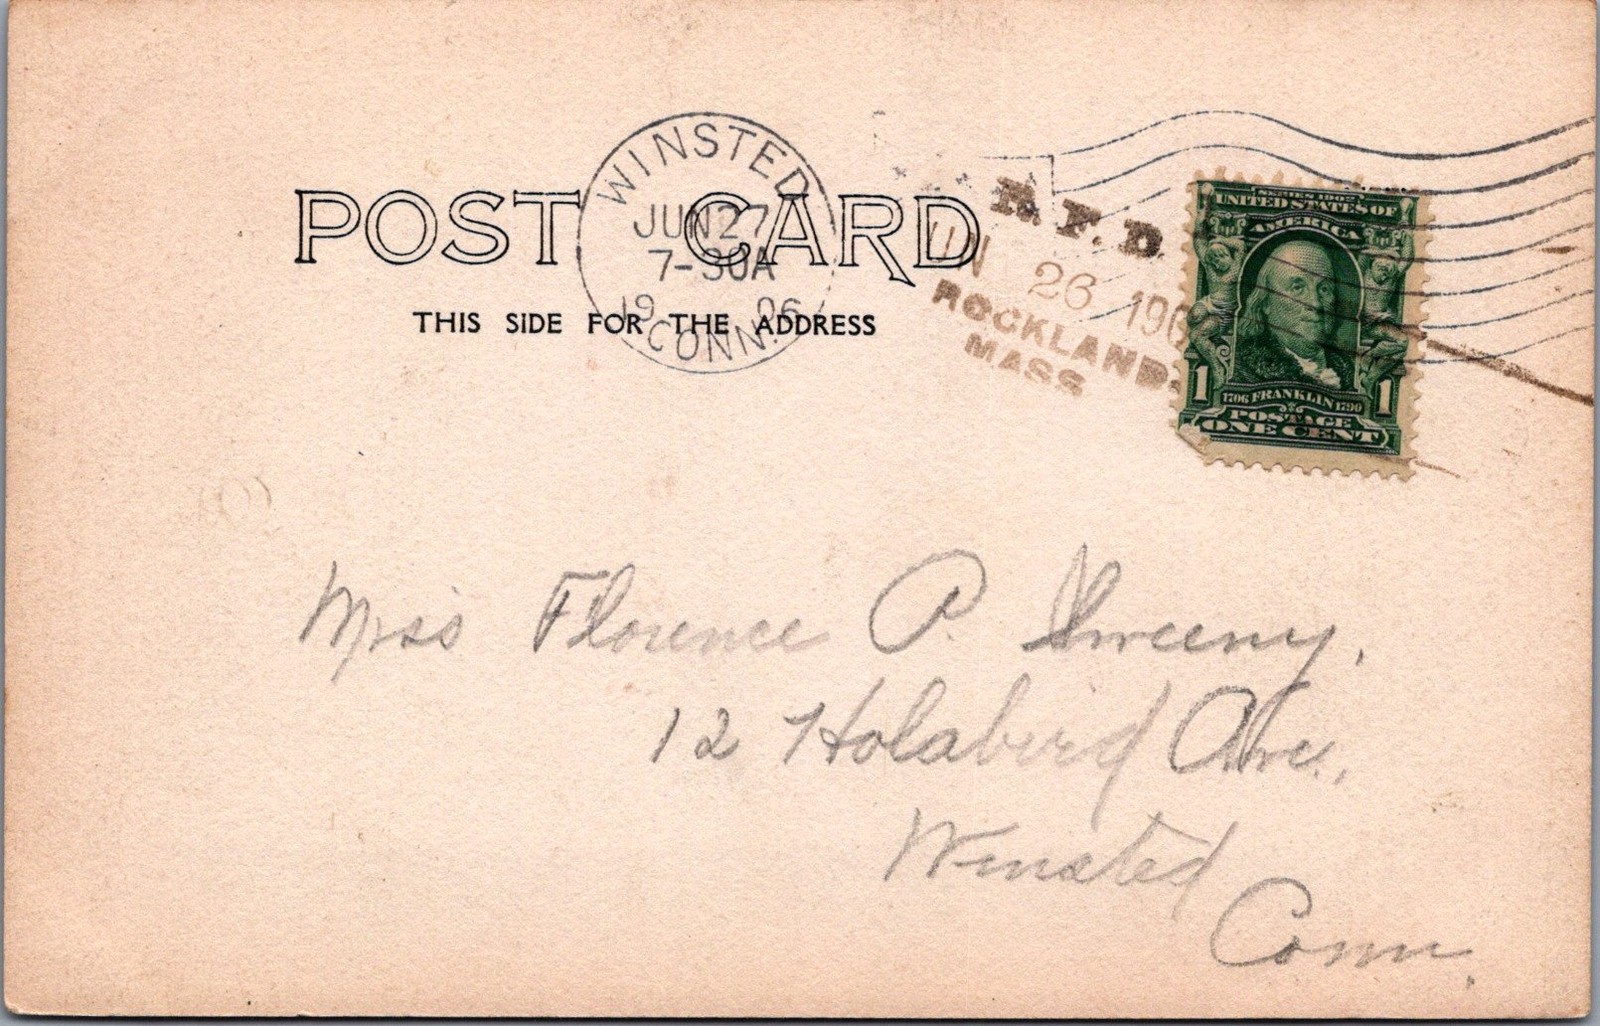 WINSTED
JUN 27
7-30A
1906
CONN.
R. F. D.
26 190
ROCKLAND
MASS
SERIES 1902
UNITED STATES OF
AMERICA
1 1
1706 FRANKLIN 1790
POSTAGE
ONE CENT
POST CARD
THIS SIDE FOR THE ADDRESS
Miss Florence P. Sweeny,
12 Holabird Ave.,
Winsted
Conn.